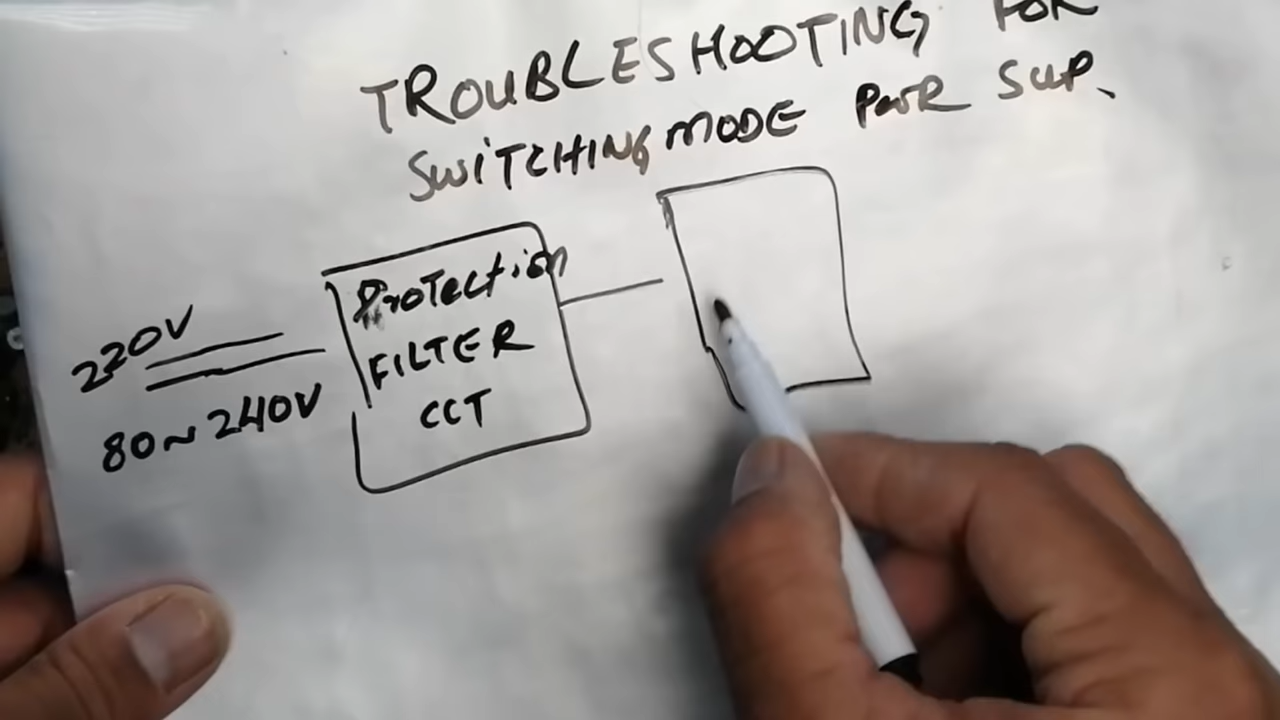 TROUBLESHOOTING FOR
SWITCHING MODE PWR SUP.
220V
80~240V
Protection
FILTER
CCT